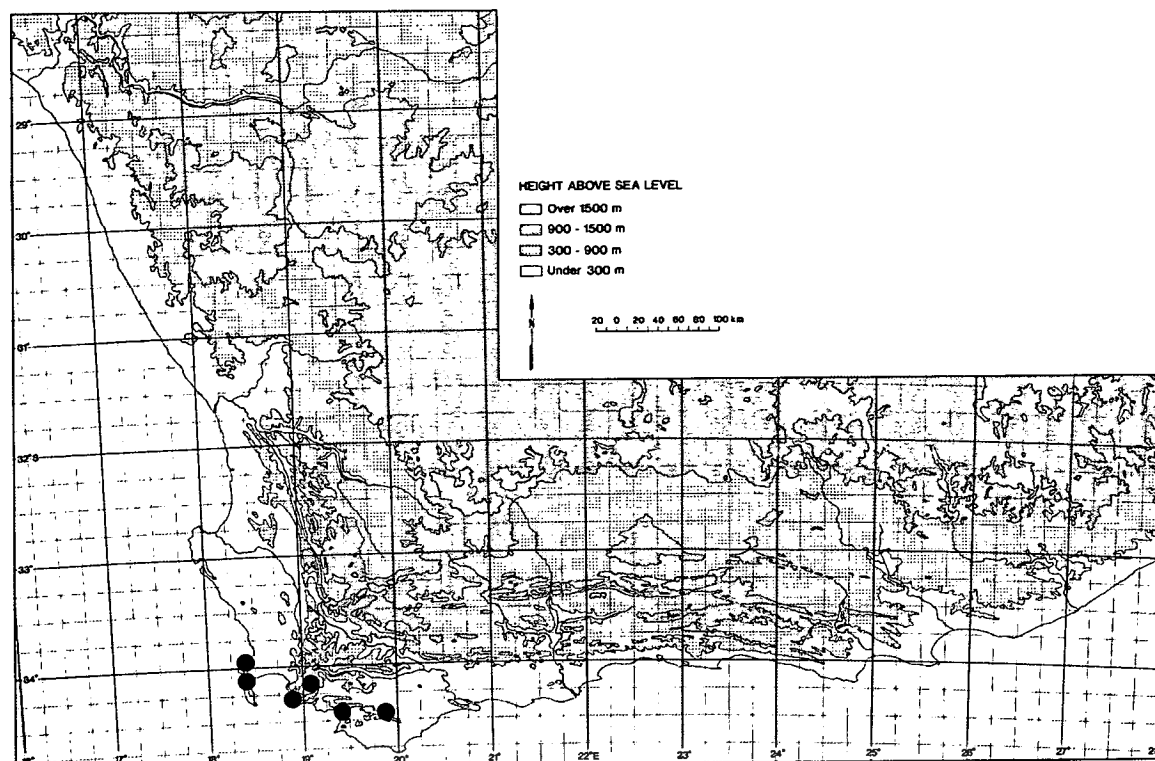 HEIGHT ABOVE SEA LEVEL
Over 1500 m
900 - 1500 m
300 - 900 m
Under 300 m
N
20 0 20 40 60 80 100 km
29°
30°
31°
32°S
33°
34°
17° 18° 19° 20° 21° 22°E 23° 24° 25° 26° 27°